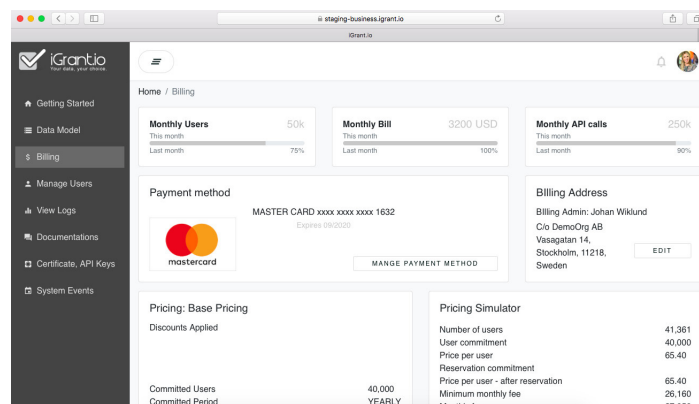 staging-business.igrant.io
iGrant.io
iGrant.io
Your data, your choice.
Getting Started
Data Model
$ Billing
Manage Users
View Logs
Documentations
Certificate, API Keys
System Events
Home / Billing
Monthly Users 50k
This month
Last month 75%
Monthly Bill 3200 USD
This month
Last month 100%
Monthly API calls 250k
This month
Last month 90%
Payment method
MASTER CARD xxxx xxxx xxxx 1632
Expires 09/2020
mastercard
MANGE PAYMENT METHOD
BIlling Address
BIlling Admin: Johan Wiklund
C/o DemoOrg AB
Vasagatan 14,
Stockholm, 11218,
Sweden
EDIT
Pricing: Base Pricing
Discounts Applied
Committed Users 40,000
Committed Period YEARLY
Pricing Simulator
Number of users 41,361
User commitment 40,000
Price per user 65.40
Reservation commitment
Price per user - after reservation 65.40
Minimum monthly fee 26,160